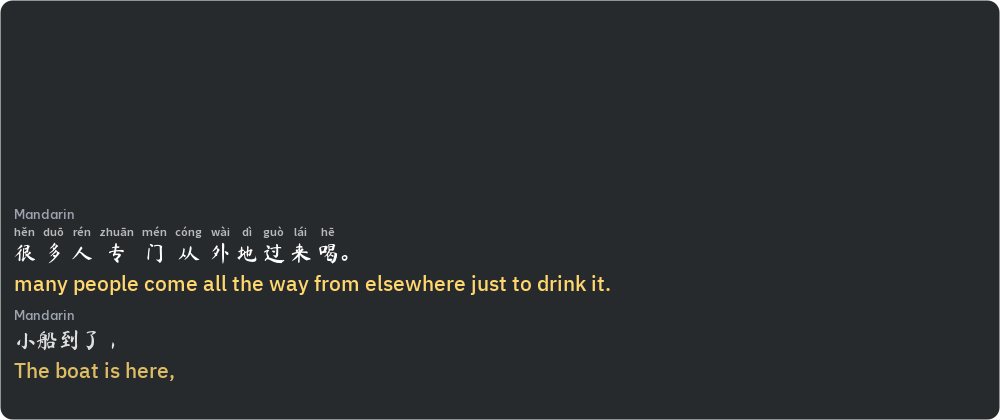 Mandarin
hěn duō rén zhuān mén cóng wài dì guò lái hē
很多人专门从外地过来喝。
many people come all the way from elsewhere just to drink it.
Mandarin
小船到了，
The boat is here,